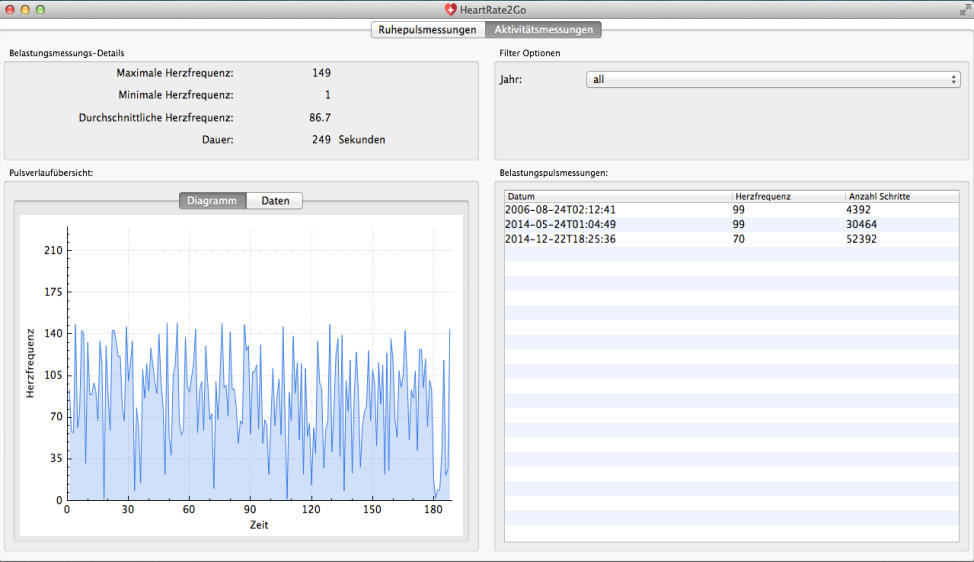 HeartRate2Go
Ruhepulsmessungen Aktivitätsmessungen
Belastungsmessungs-Details
Maximale Herzfrequenz: 149
Minimale Herzfrequenz: 1
Durchschnittliche Herzfrequenz: 86.7
Dauer: 249 Sekunden
Filter Optionen
Jahr: all
Pulsverlaufübersicht:
Diagramm Daten
210
175
140
105
70
35
0
Herzfrequenz
0 30 60 90 120 150 180
Zeit
Belastungspulsmessungen:
Datum Herzfrequenz Anzahl Schritte
2006-08-24T02:12:41 99 4392
2014-05-24T01:04:49 99 30464
2014-12-22T18:25:36 70 52392